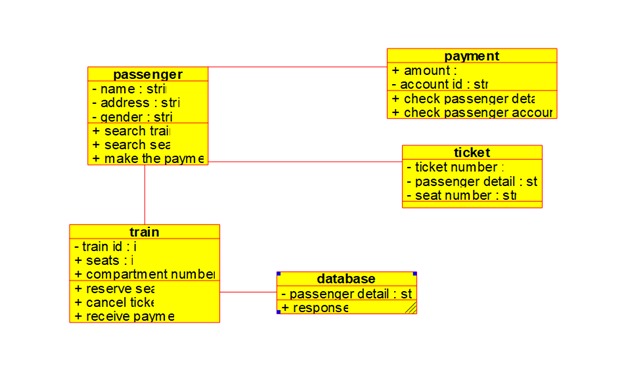 passenger
- name : stri
- address : stri
- gender : stri
+ search trai
+ search sea
+ make the payme
payment
+ amount :
- account id : str
+ check passenger deta
+ check passenger accour
ticket
- ticket number :
- passenger detail : st
- seat number : str
train
- train id : i
+ seats : i
+ compartment number
+ reserve sea
+ cancel ticke
+ receive payme
database
- passenger detail : st
+ response